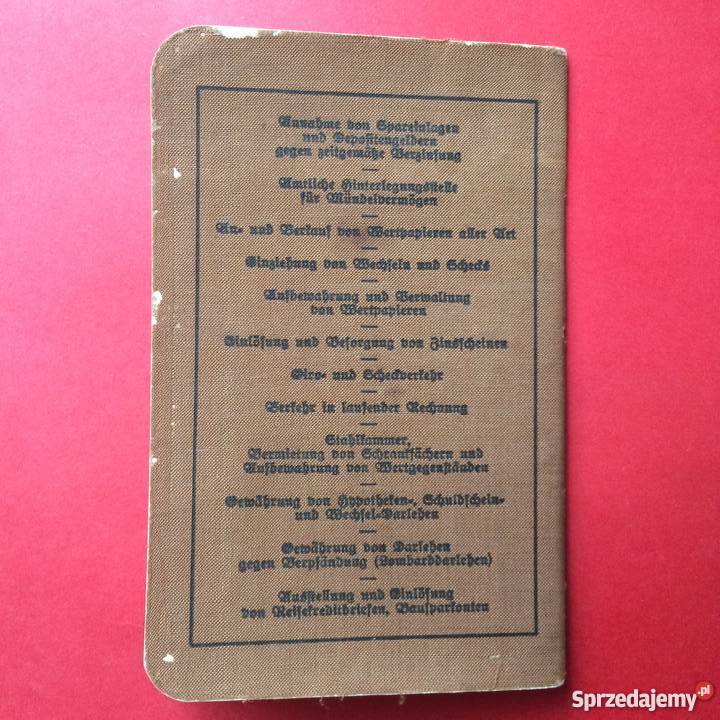 Annahme von Spareinlagen
und Depositengeldern
gegen zeitgemäße Verzinsung
—
Amtliche Hinterlegungsstelle
für Mündelvermögen
—
An- und Verkauf von Wertpapieren aller Art
—
Einziehung von Wechseln und Schecks
—
Aufbewahrung und Verwaltung
von Wertpapieren
—
Einlösung und Besorgung von Zinsscheinen
—
Giro- und Scheckverkehr
—
Verkehr in laufender Rechnung
—
Stahlkammer,
Vermietung von Schrankfächern und
Aufbewahrung von Wertgegenständen
—
Gewährung von Hypotheken-, Schuldschein-
und Wechsel-Darlehen
—
Gewährung von Darlehen
gegen Verpfändung (Lombarddarlehen)
—
Ausstellung und Einlösung
von Reisekreditbriefen, Bausparkonten
Sprzedajemy.pl